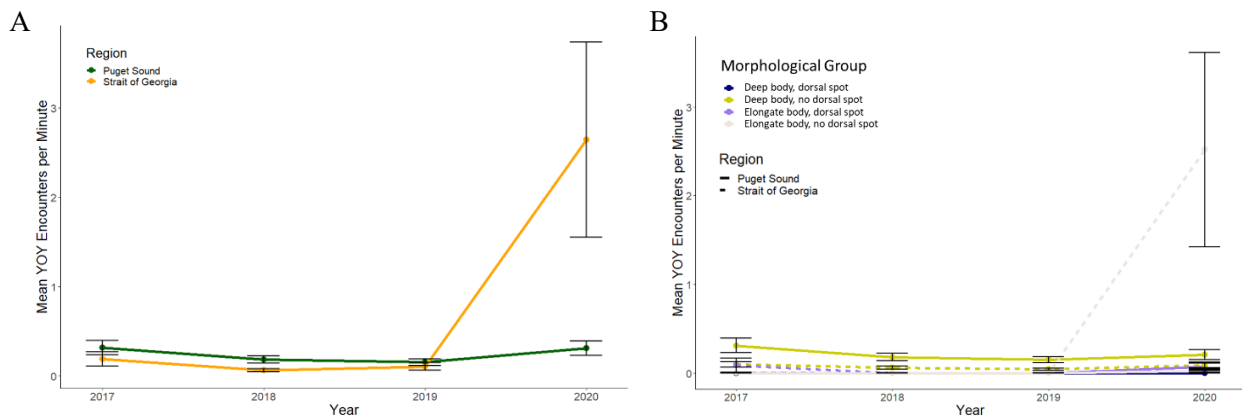 A
Region
Puget Sound
Strait of Georgia
Mean YOY Encounters per Minute
3
2
1
0
2017
2018
2019
2020
Year
B
Morphological Group
Deep body, dorsal spot
Deep body, no dorsal spot
Elongate body, dorsal spot
Elongate body, no dorsal spot
Region
Puget Sound
Strait of Georgia
Mean YOY Encounters per Minute
3
2
1
0
2017
2018
2019
2020
Year